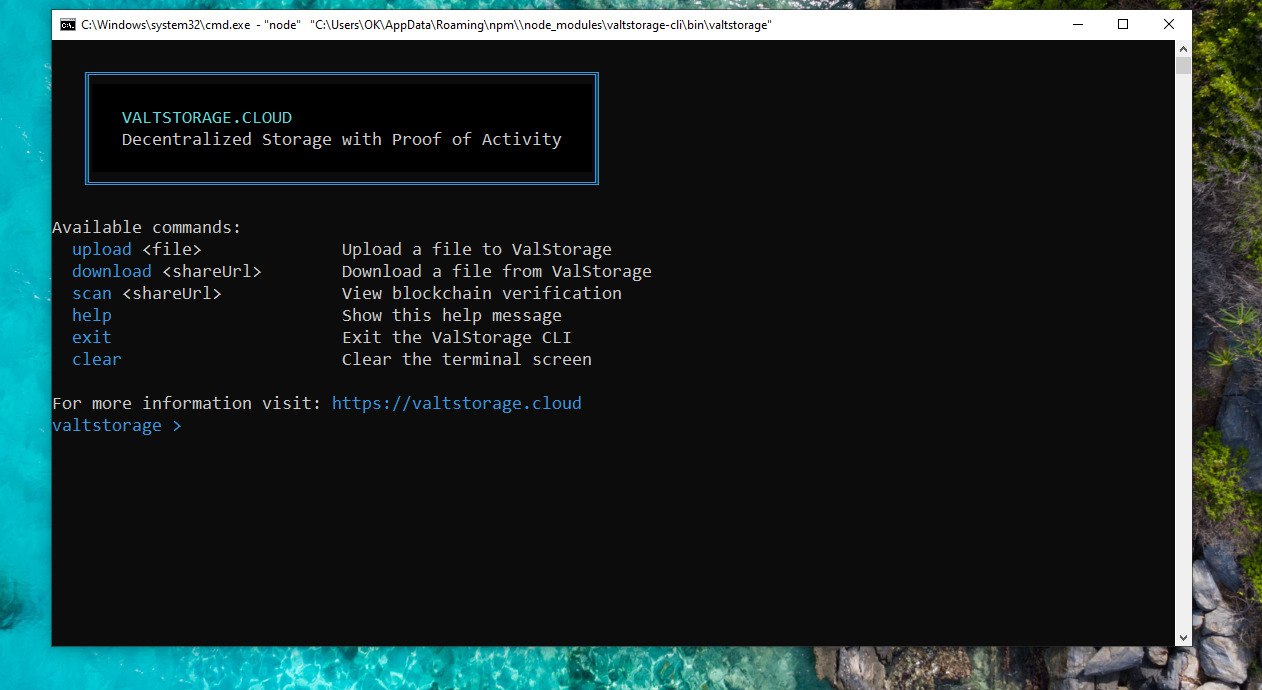 C:\Windows\system32\cmd.exe - "node" "C:\Users\OK\AppData\Roaming\npm\\node_modules\valtstorage-cli\bin\valtstorage"
VALTSTORAGE.CLOUD
Decentralized Storage with Proof of Activity
Available commands:
upload <file> Upload a file to ValStorage
download <shareUrl> Download a file from ValStorage
scan <shareUrl> View blockchain verification
help Show this help message
exit Exit the ValStorage CLI
clear Clear the terminal screen
For more information visit: https://valtstorage.cloud
valtstorage >